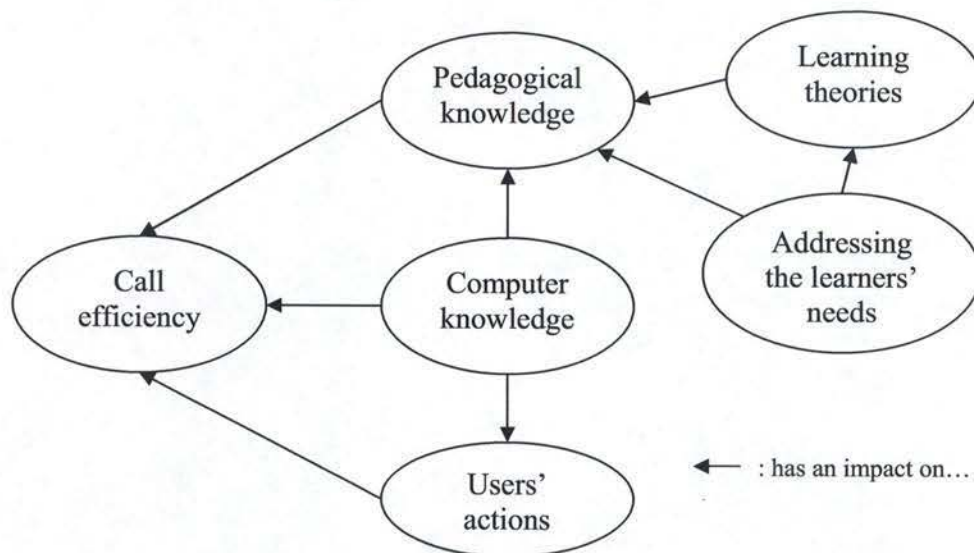 Learning
theories
Pedagogical
knowledge
Addressing
the learners'
needs
Call
efficiency
Computer
knowledge
Users'
actions
: has an impact on...